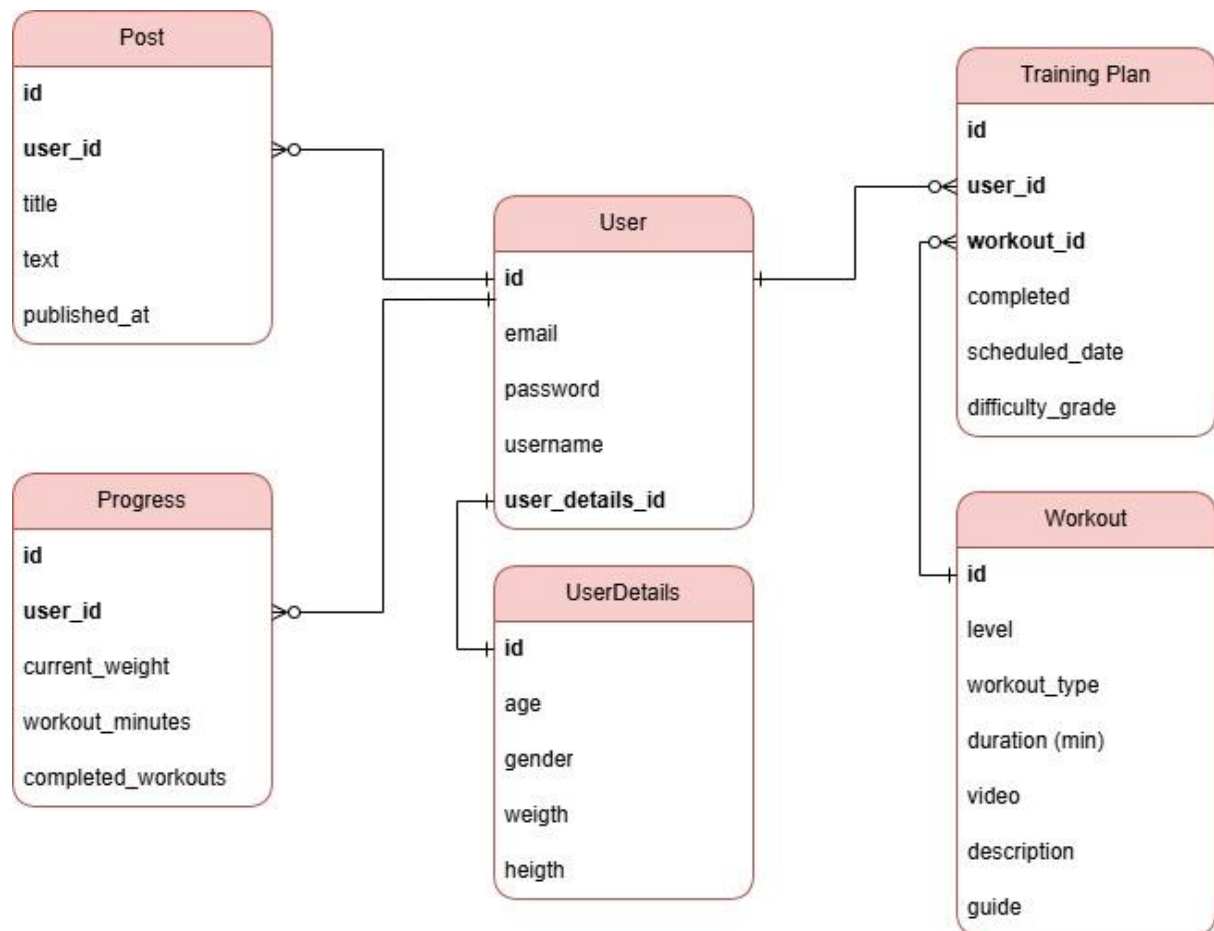 Post
id
user_id
title
text
published_at
Progress
id
user_id
current_weight
workout_minutes
completed_workouts
User
id
email
password
username
user_details_id
UserDetails
id
age
gender
weigth
heigth
Training Plan
id
user_id
workout_id
completed
scheduled_date
difficulty_grade
Workout
id
level
workout_type
duration (min)
video
description
guide